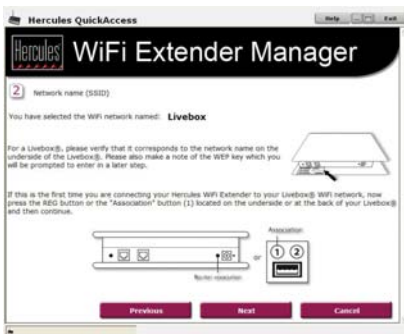 Hercules QuickAccess
Help
Exit
Hercules
WiFi Extender Manager
2 Network name (SSID)
You have selected the WiFi network named: Livebox
For a Livebox®, please verify that it corresponds to the network name on the
underside of the Livebox®. Please also make a note of the WEP key which you
will be prompted to enter in a later step.
If this is the first time you are connecting your Hercules WiFi Extender to your Livebox® WiFi network, now
press the REG button or the "Association" button (1) located on the underside or at the back of your Livebox®
and then continue.
Association
or
1 2
Previous
Next
Cancel